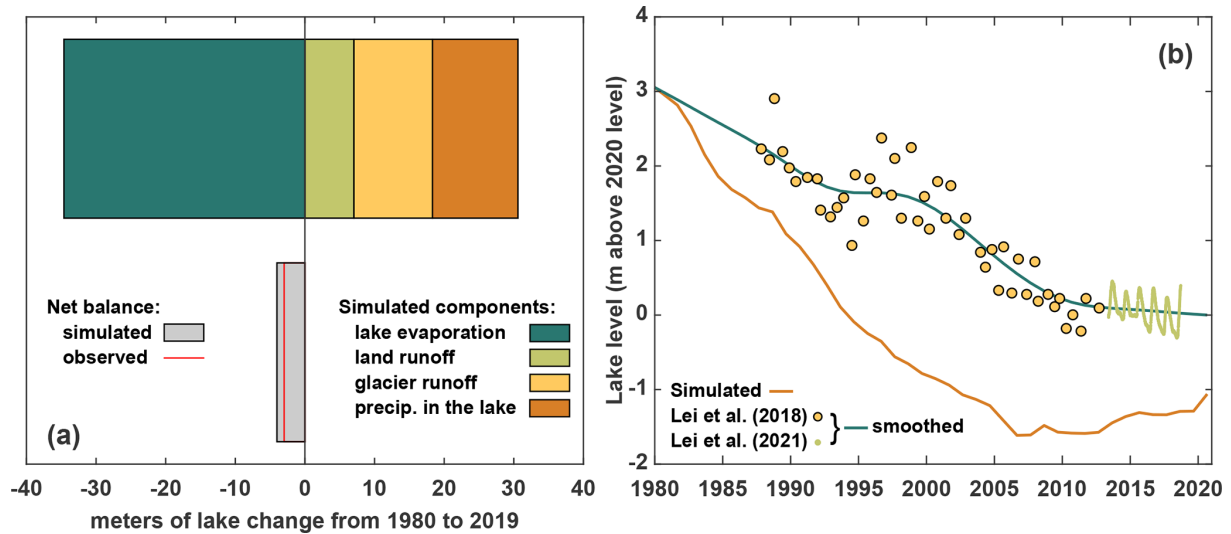 Net balance:
simulated
observed
Simulated components:
lake evaporation
land runoff
glacier runoff
precip. in the lake
(a)
-40 -30 -20 -10 0 10 20 30 40
meters of lake change from 1980 to 2019
(b)
Lake level (m above 2020 level)
4
3
2
1
0
-1
-2
Simulated
Lei et al. (2018)
Lei et al. (2021)
} smoothed
1980 1985 1990 1995 2000 2005 2010 2015 2020